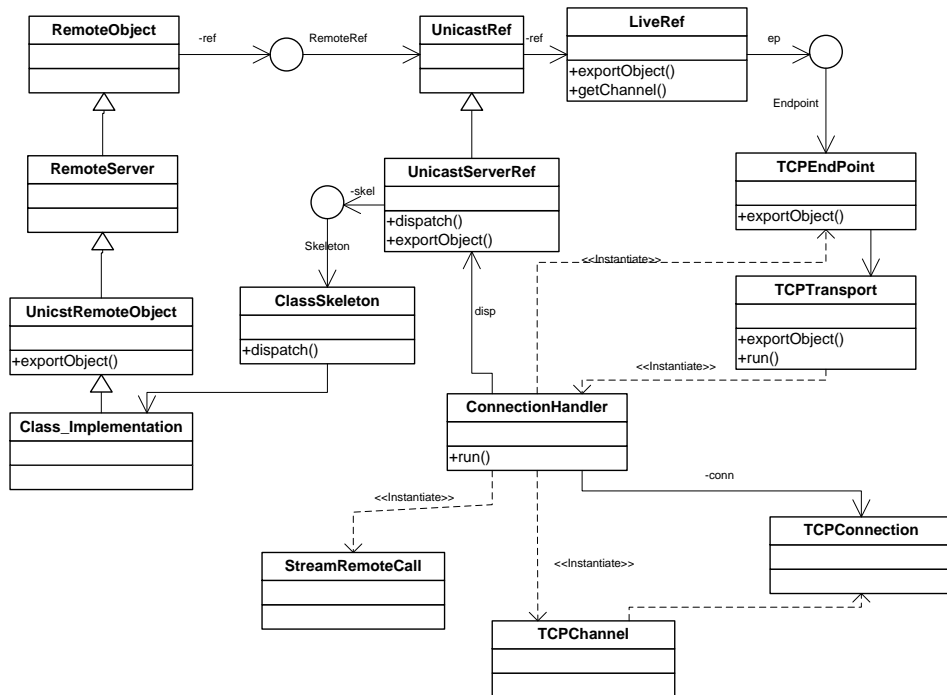 RemoteObject
-ref
RemoteRef
UnicastRef
-ref
LiveRef
+exportObject()
+getChannel()
ep
Endpoint
RemoteServer
UnicastServerRef
+dispatch()
+exportObject()
-skel
Skeleton
TCPEndPoint
+exportObject()
<<Instantiate>>
UnicstRemoteObject
+exportObject()
ClassSkeleton
+dispatch()
disp
TCPTransport
+exportObject()
+run()
<<Instantiate>>
Class_Implementation
ConnectionHandler
+run()
-conn
<<Instantiate>>
TCPConnection
StreamRemoteCall
<<Instantiate>>
TCPChannel